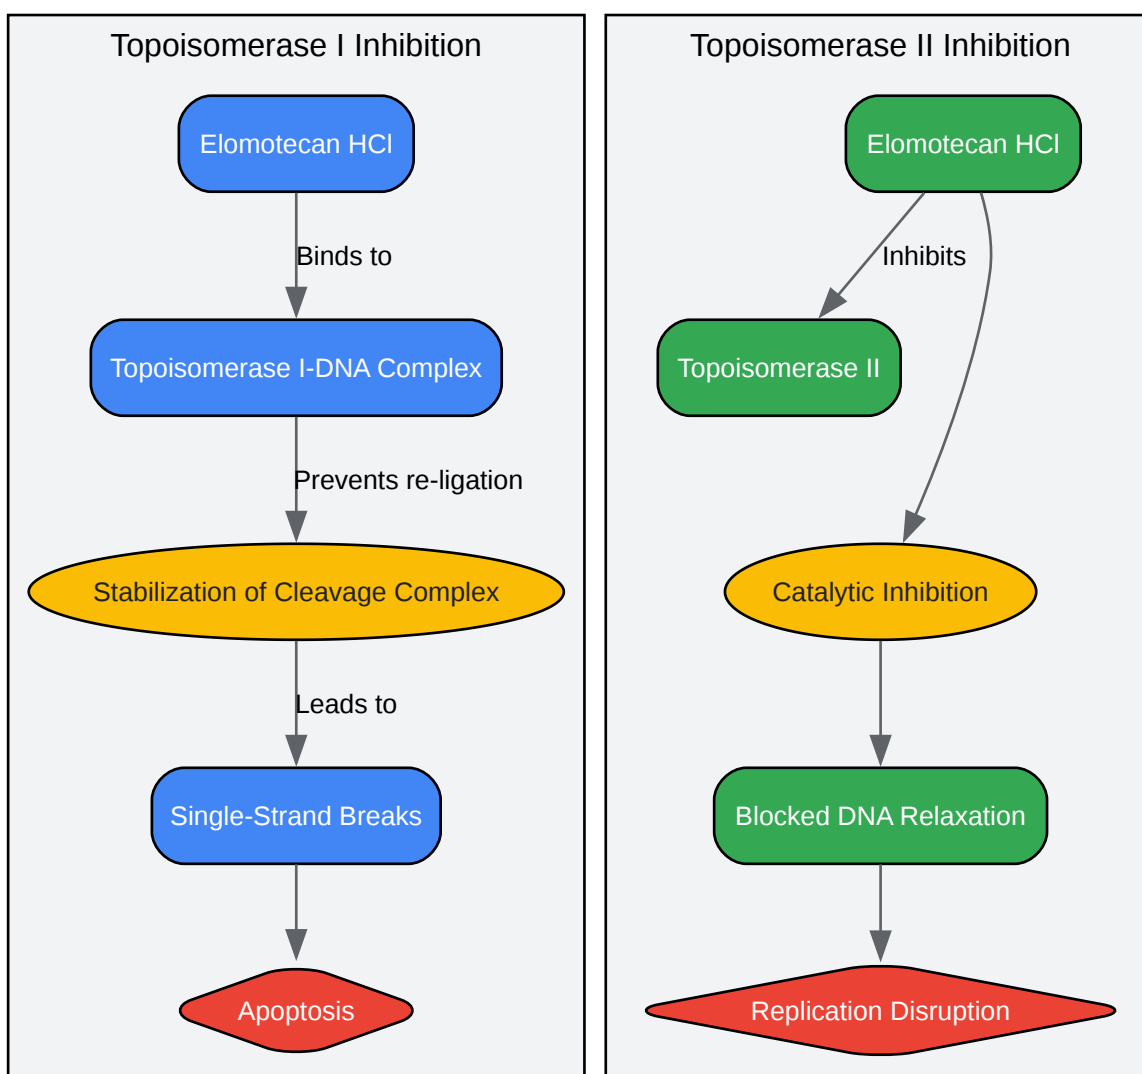 Topoisomerase I Inhibition
Elomotecan HCl
Binds to
Topoisomerase I-DNA Complex
Prevents re-ligation
Stabilization of Cleavage Complex
Leads to
Single-Strand Breaks
Apoptosis
Topoisomerase II Inhibition
Elomotecan HCl
Inhibits
Topoisomerase II
Catalytic Inhibition
Blocked DNA Relaxation
Replication Disruption